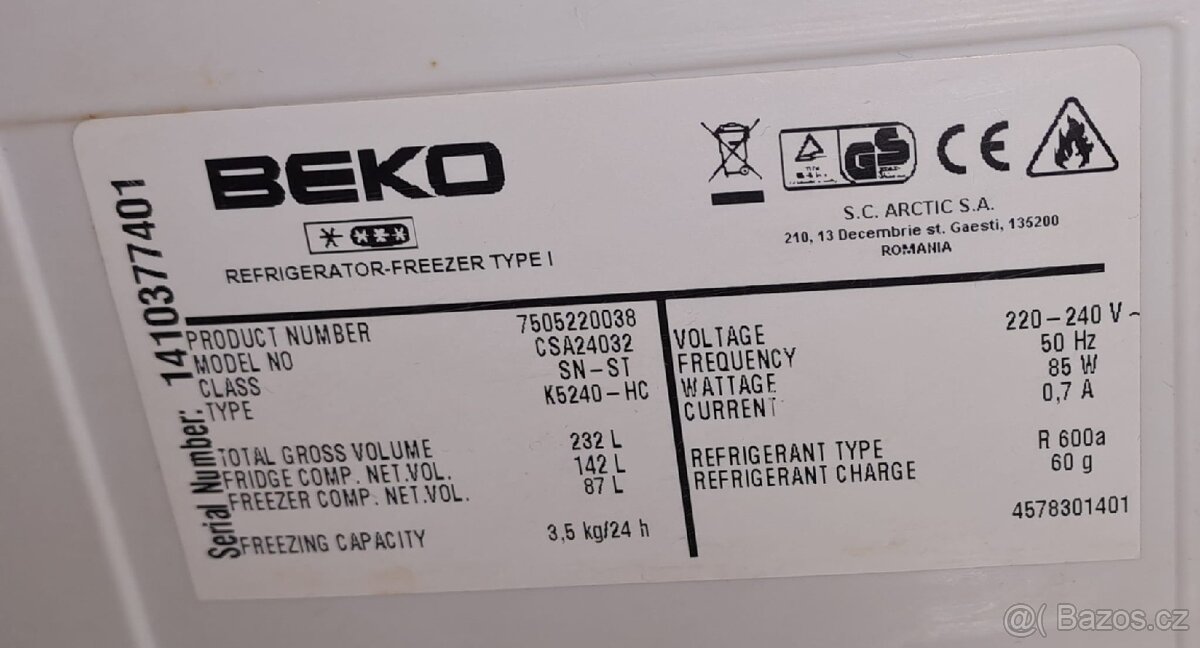 BEKO
REFRIGERATOR-FREEZER TYPE I
GS
CE
S.C. ARCTIC S.A.
210, 13 Decembrie st. Gaesti, 135200
ROMANIA
Serial Number: 1410377401
PRODUCT NUMBER 7505220038
MODEL NO CSA24032
CLASS SN-ST
TYPE K5240-HC
TOTAL GROSS VOLUME 232 L
FRIDGE COMP. NET.VOL. 142 L
FREEZER COMP. NET.VOL. 87 L
FREEZING CAPACITY 3,5 kg/24 h
VOLTAGE 220-240 V ~
FREQUENCY 50 Hz
WATTAGE 85 W
CURRENT 0,7 A
REFRIGERANT TYPE R 600a
REFRIGERANT CHARGE 60 g
4578301401
@( Bazos.cz